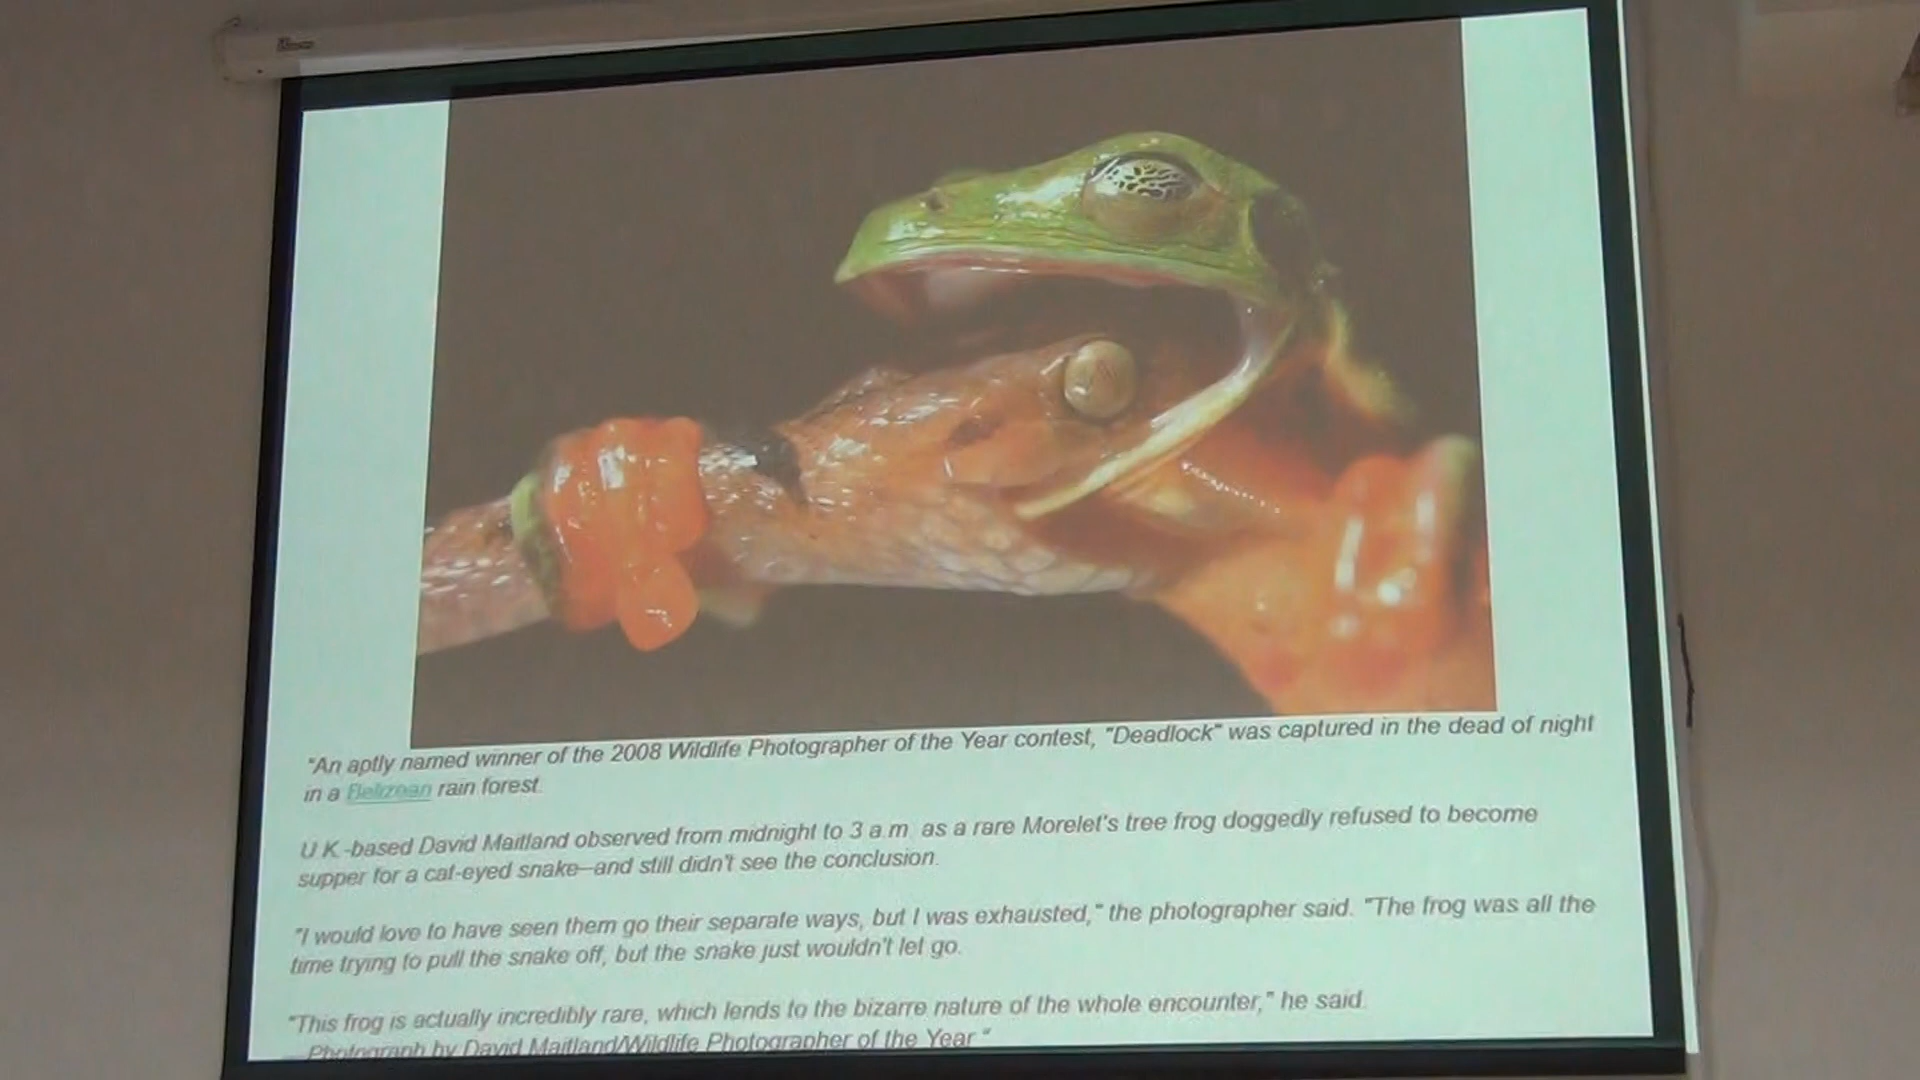 "An aptly named winner of the 2008 Wildlife Photographer of the Year contest, "Deadlock" was captured in the dead of night
in a Belizean rain forest.
U.K.-based David Maitland observed from midnight to 3 a.m. as a rare Morelet's tree frog doggedly refused to become
supper for a cat-eyed snake—and still didn't see the conclusion.
"I would love to have seen them go their separate ways, but I was exhausted," the photographer said. "The frog was all the
time trying to pull the snake off, but the snake just wouldn't let go.
"This frog is actually incredibly rare, which lends to the bizarre nature of the whole encounter," he said.
Photograph by David Maitland/Wildlife Photographer of the Year "